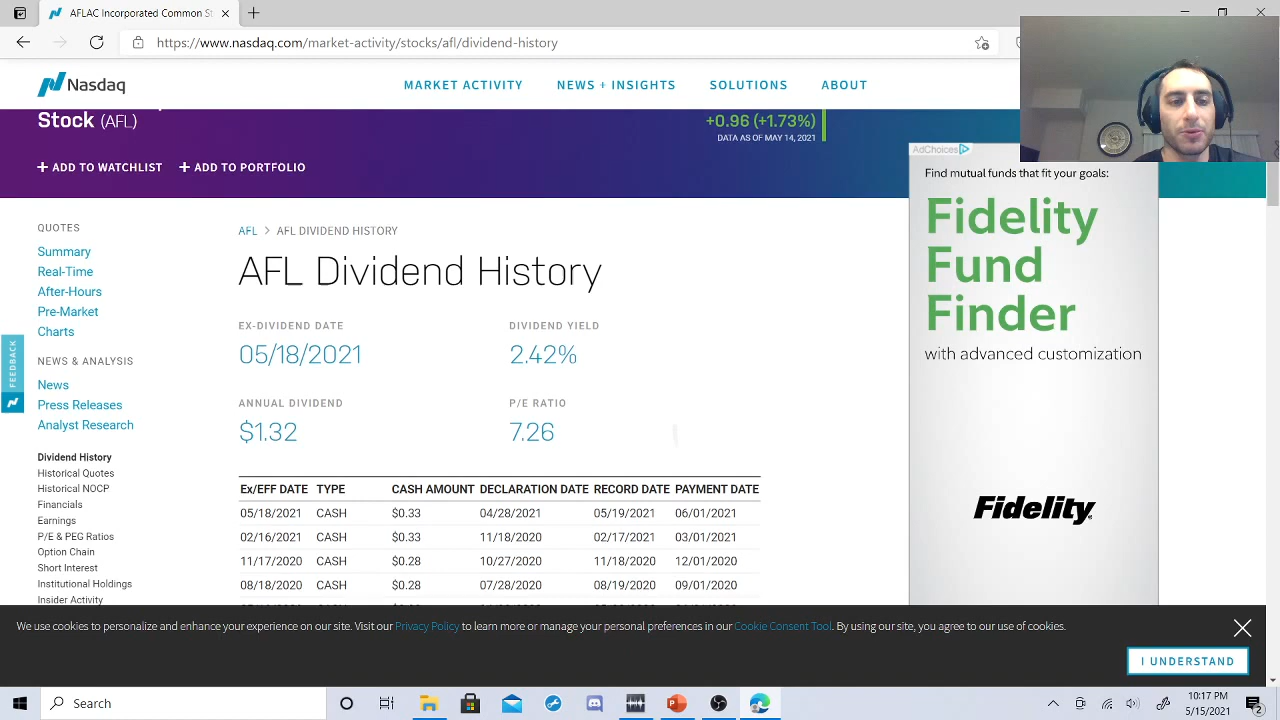 AFLAC Incorporated Common St
https://www.nasdaq.com/market-activity/stocks/afl/dividend-history
Nasdaq
MARKET ACTIVITY NEWS + INSIGHTS SOLUTIONS ABOUT
Stock (AFL)
+0.96 (+1.73%)
DATA AS OF MAY 14, 2021
+ ADD TO WATCHLIST + ADD TO PORTFOLIO
AdChoices
Find mutual funds that fit your goals:
Fidelity
Fund
Finder
with advanced customization
Fidelity
FEEDBACK
QUOTES
Summary
Real-Time
After-Hours
Pre-Market
Charts
NEWS & ANALYSIS
News
Press Releases
Analyst Research
Dividend History
Historical Quotes
Historical NOCP
Financials
Earnings
P/E & PEG Ratios
Option Chain
Short Interest
Institutional Holdings
Insider Activity
AFL > AFL DIVIDEND HISTORY
AFL Dividend History
EX-DIVIDEND DATE DIVIDEND YIELD
05/18/2021 2.42%
ANNUAL DIVIDEND P/E RATIO
$1.32 7.26
Ex/EFF DATE TYPE CASH AMOUNT DECLARATION DATE RECORD DATE PAYMENT DATE
05/18/2021 CASH $0.33 04/28/2021 05/19/2021 06/01/2021
02/16/2021 CASH $0.33 11/18/2020 02/17/2021 03/01/2021
11/17/2020 CASH $0.28 10/27/2020 11/18/2020 12/01/2020
08/18/2020 CASH $0.28 07/28/2020 08/19/2020 09/01/2020
We use cookies to personalize and enhance your experience on our site. Visit our Privacy Policy to learn more or manage your personal preferences in our Cookie Consent Tool. By using our site, you agree to our use of cookies.
I UNDERSTAND
Search
10:17 PM
5/15/2021
2